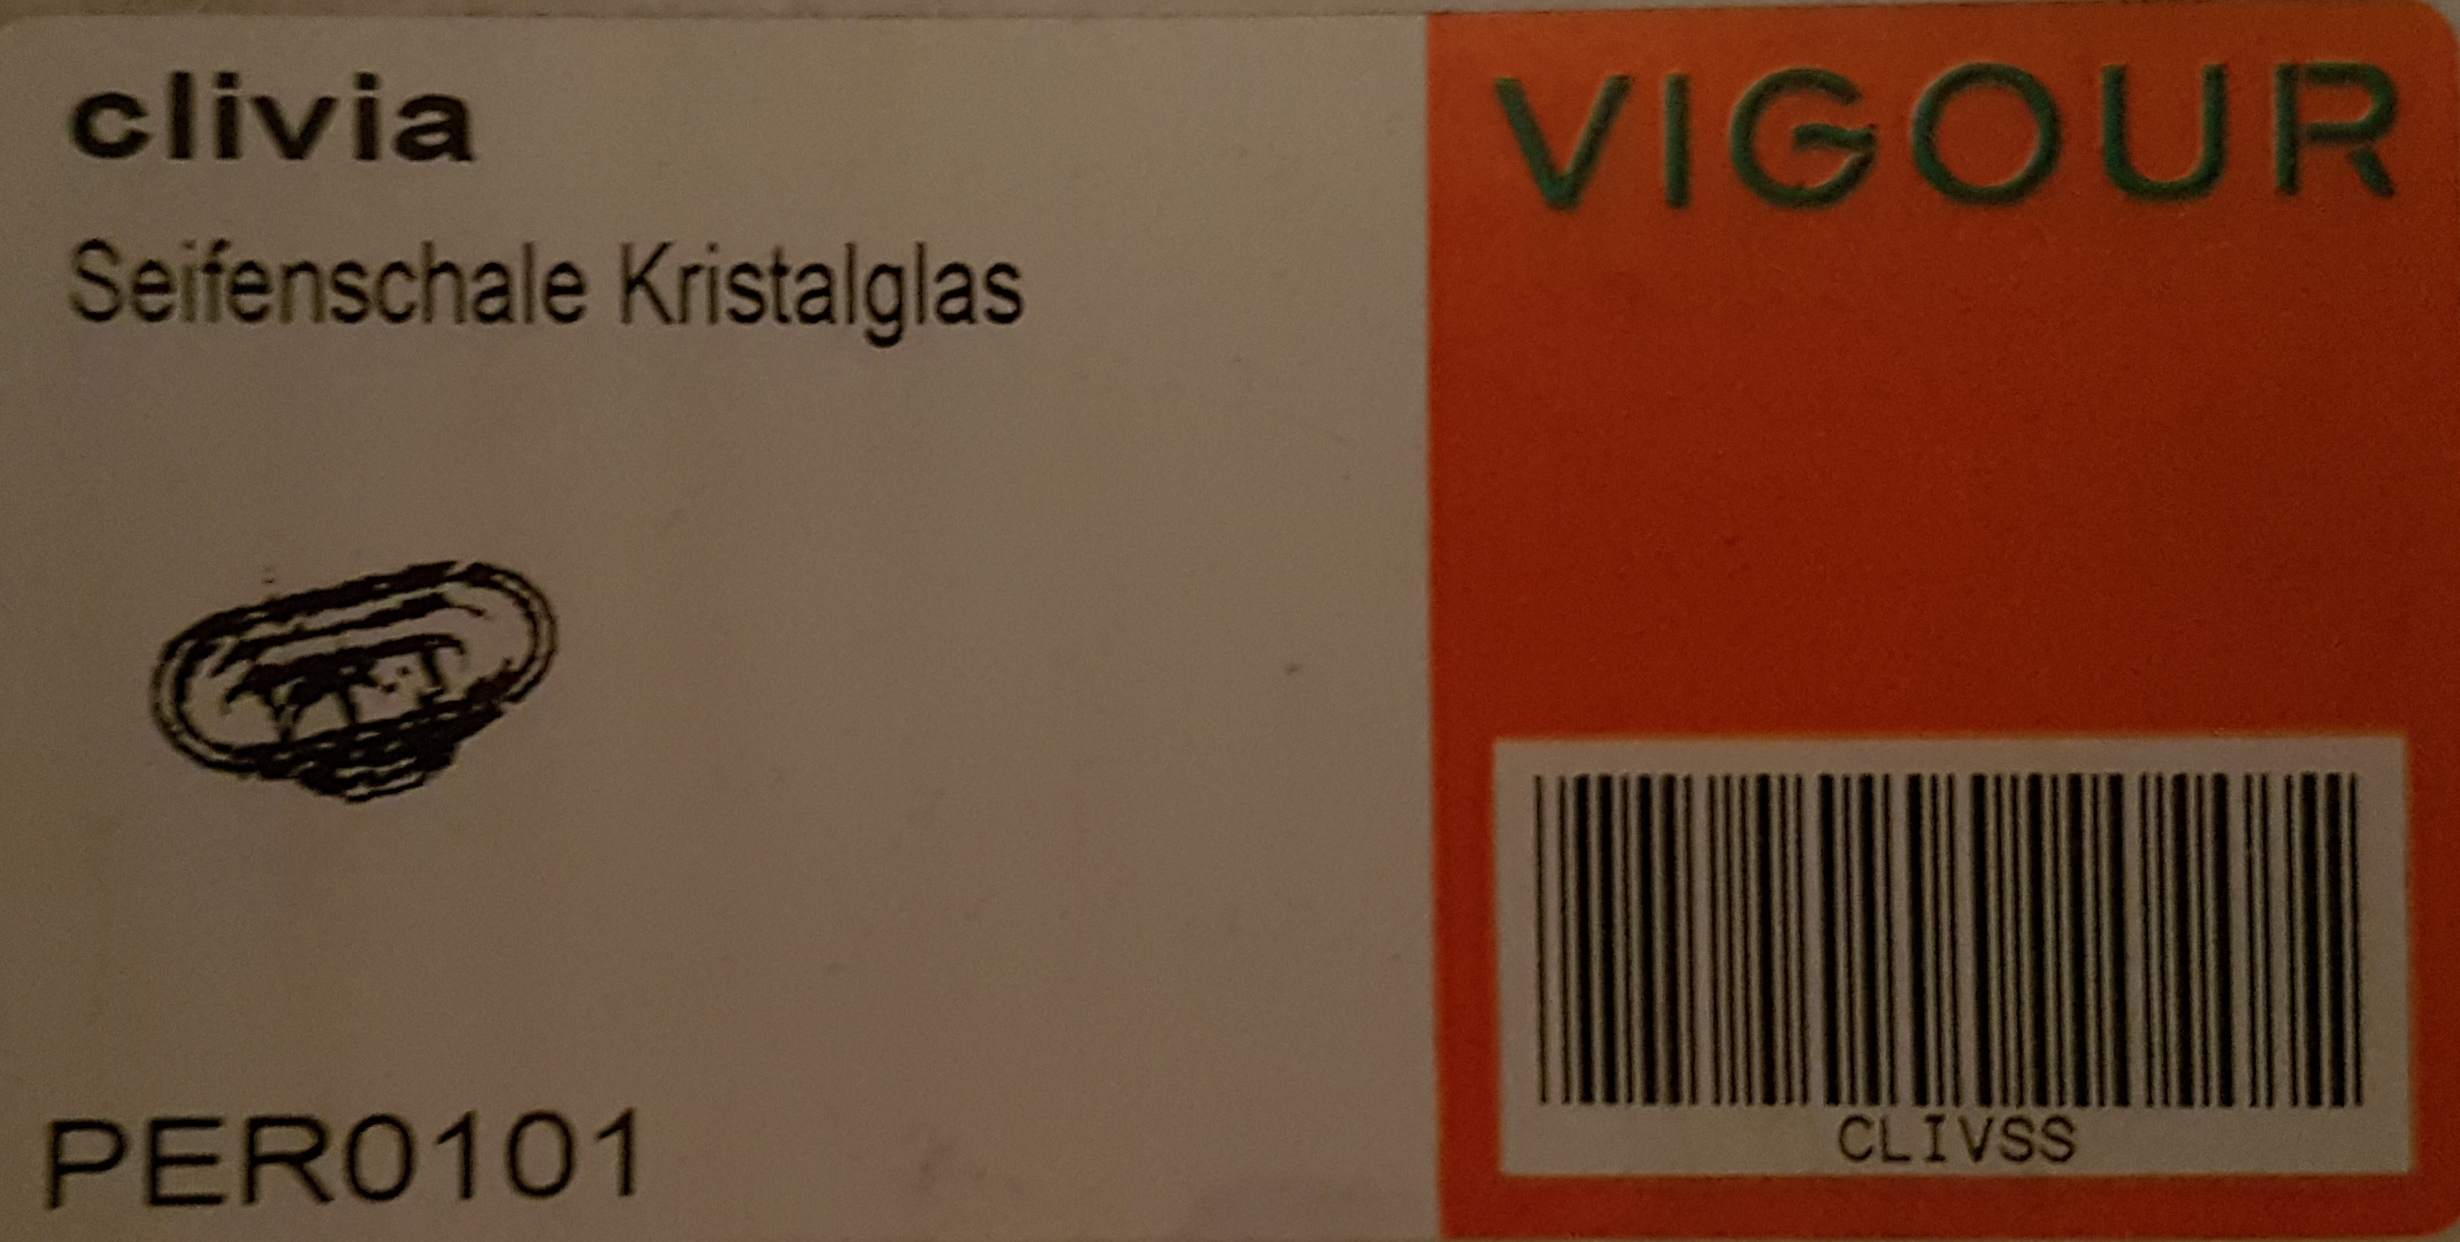 clivia
Seifenschale Kristalglas
PER0101
VIGOUR
CLIVSS